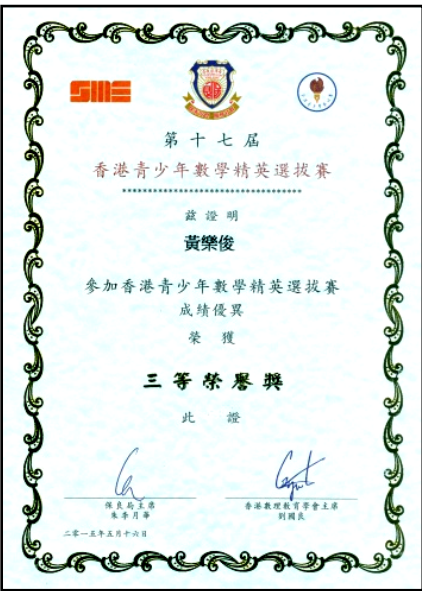 SME
第十七屆
香港青少年數學精英選拔賽
茲證明
黃樂俊
參加香港青少年數學精英選拔賽
成績優異
榮獲
三等榮譽獎
此證
保良局主席
朱李月華
香港數理教育學會主席
劉國良
二零一五年五月十六日